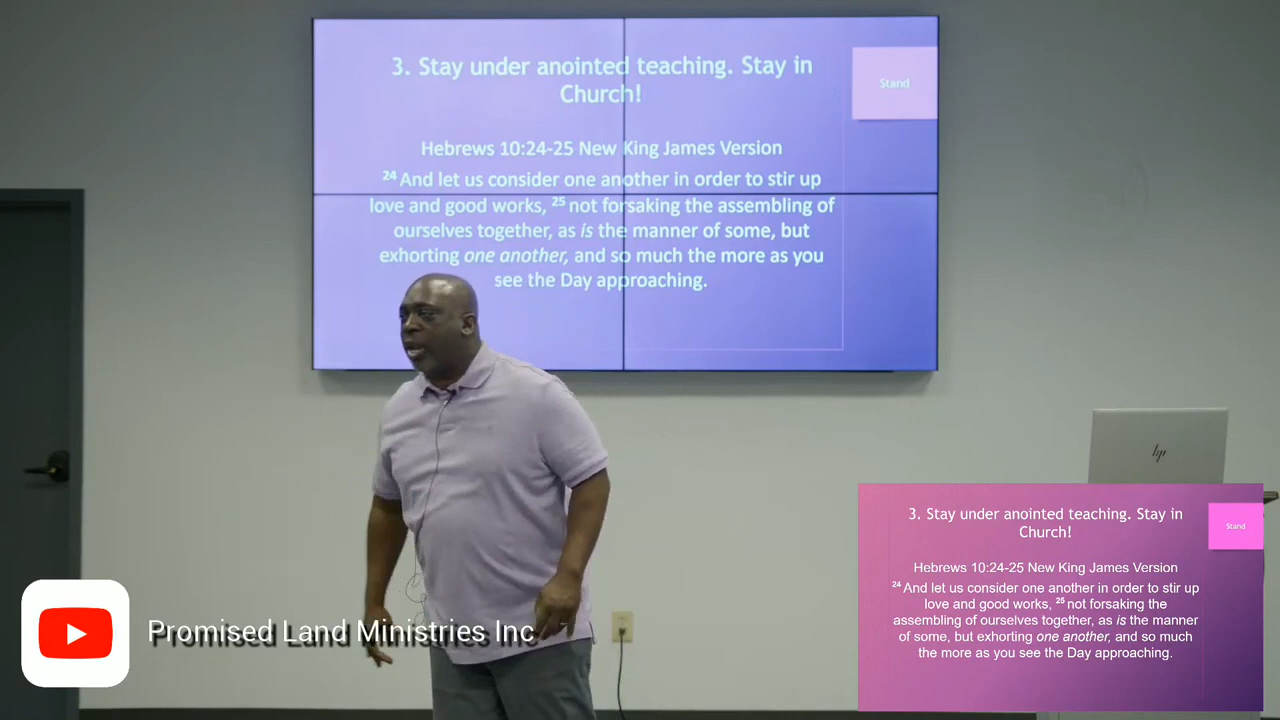 3. Stay under anointed teaching. Stay in
Church!
Stand
Hebrews 10:24-25 New King James Version
24 And let us consider one another in order to stir up
love and good works, 25 not forsaking the assembling of
ourselves together, as is the manner of some, but
exhorting one another, and so much the more as you
see the Day approaching.
hp
3. Stay under anointed teaching. Stay in
Church!
Stand
Hebrews 10:24-25 New King James Version
24 And let us consider one another in order to stir up
love and good works, 25 not forsaking the
assembling of ourselves together, as is the manner
of some, but exhorting one another, and so much
the more as you see the Day approaching.
Promised Land Ministries Inc